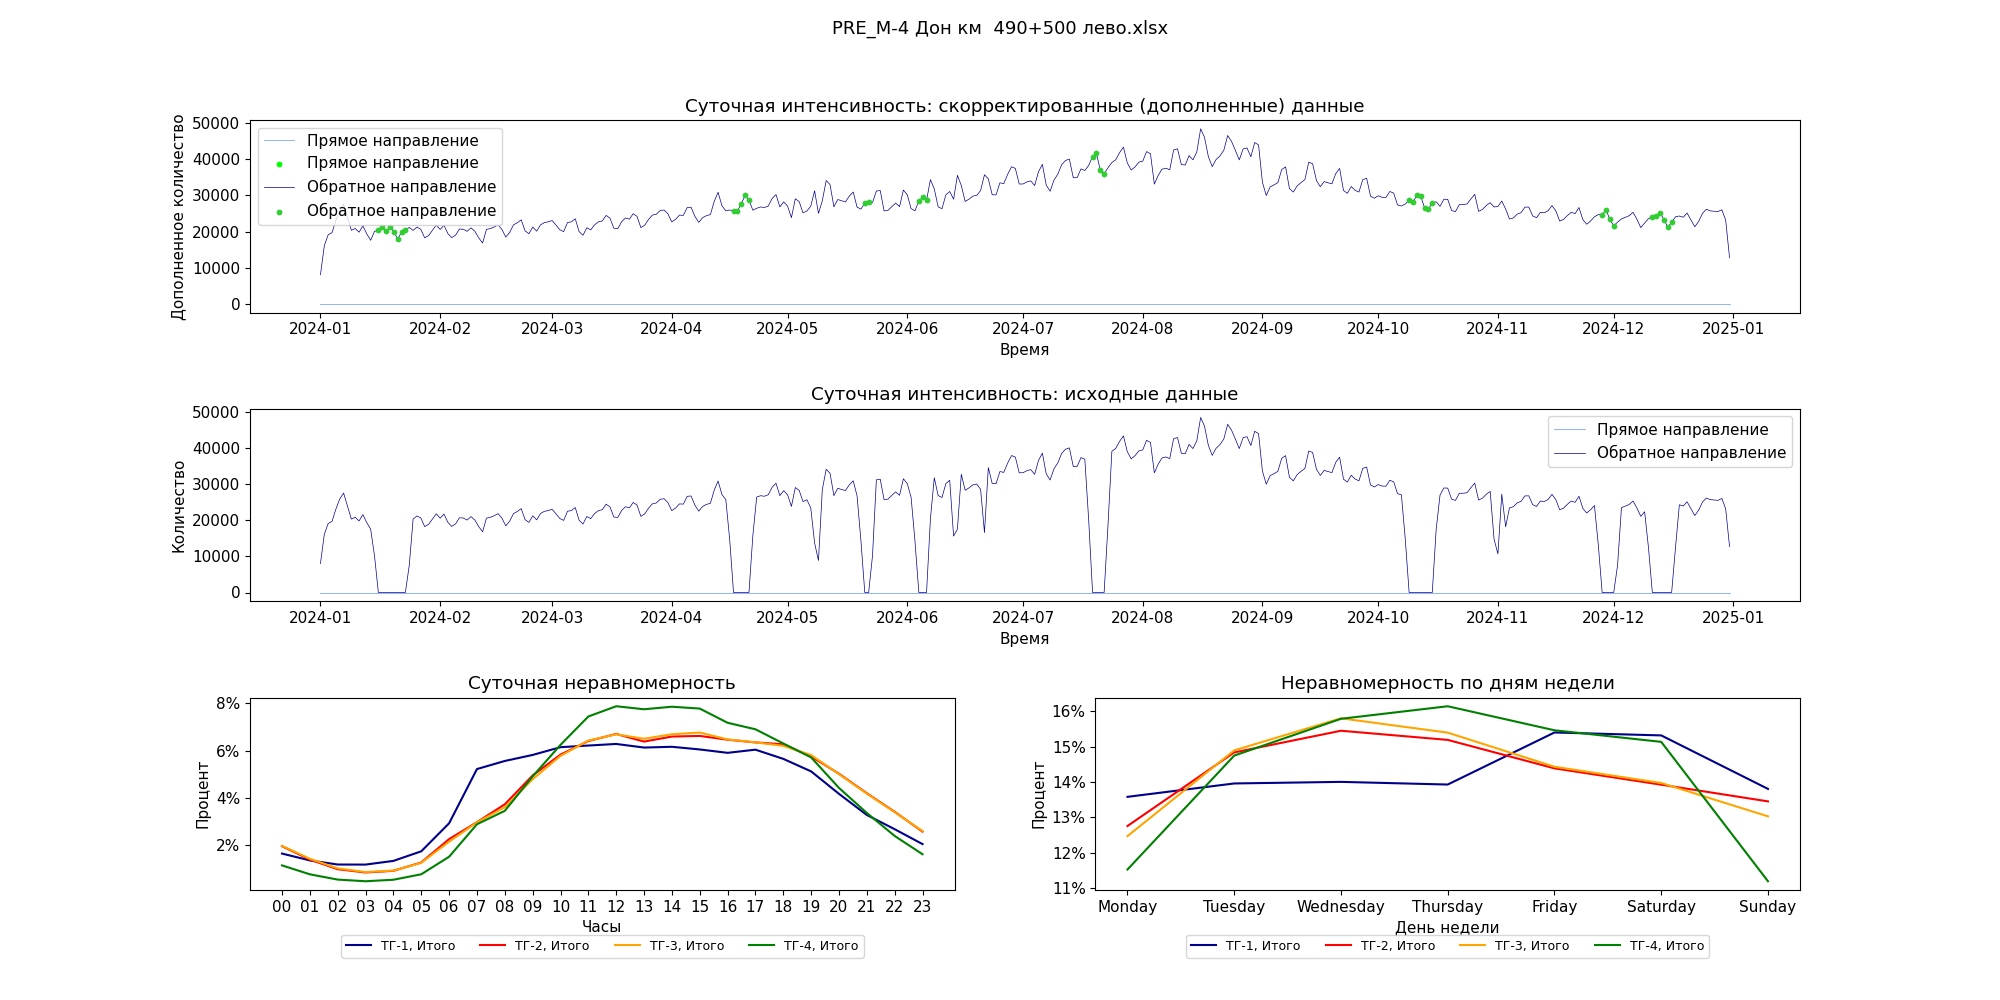 PRE_М-4 Дон км  490+500 лево.xlsx
Суточная интенсивность: скорректированные (дополненные) данные
Дополненное количество
50000
40000
30000
20000
10000
0
Прямое направление
Прямое направление
Обратное направление
Обратное направление
2024-01 2024-02 2024-03 2024-04 2024-05 2024-06 2024-07 2024-08 2024-09 2024-10 2024-11 2024-12 2025-01
Время
Суточная интенсивность: исходные данные
Количество
50000
40000
30000
20000
10000
0
Прямое направление
Обратное направление
2024-01 2024-02 2024-03 2024-04 2024-05 2024-06 2024-07 2024-08 2024-09 2024-10 2024-11 2024-12 2025-01
Время
Суточная неравномерность
Процент
8%
6%
4%
2%
00 01 02 03 04 05 06 07 08 09 10 11 12 13 14 15 16 17 18 19 20 21 22 23
Часы
ТГ-1, Итого ТГ-2, Итого ТГ-3, Итого ТГ-4, Итого
Неравномерность по дням недели
Процент
16%
15%
14%
13%
12%
11%
Monday Tuesday Wednesday Thursday Friday Saturday Sunday
День недели
ТГ-1, Итого ТГ-2, Итого ТГ-3, Итого ТГ-4, Итого